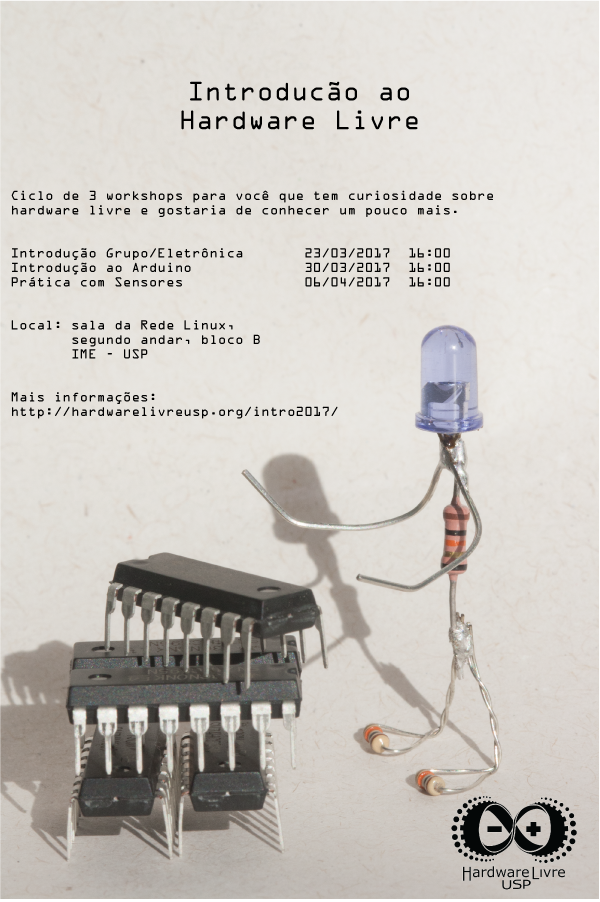 Introducão ao
Hardware Livre
Ciclo de 3 workshops para você que tem curiosidade sobre
hardware livre e gostaria de conhecer um pouco mais.
Introdução Grupo/Eletrônica 23/03/2017 16:00
Introdução ao Arduino 30/03/2017 16:00
Prática com Sensores 06/04/2017 16:00
Local: sala da Rede Linux,
segundo andar, bloco B
IME - USP
Mais informações:
http://hardwarelivreusp.org/intro2017/
HardwareLivre
USP